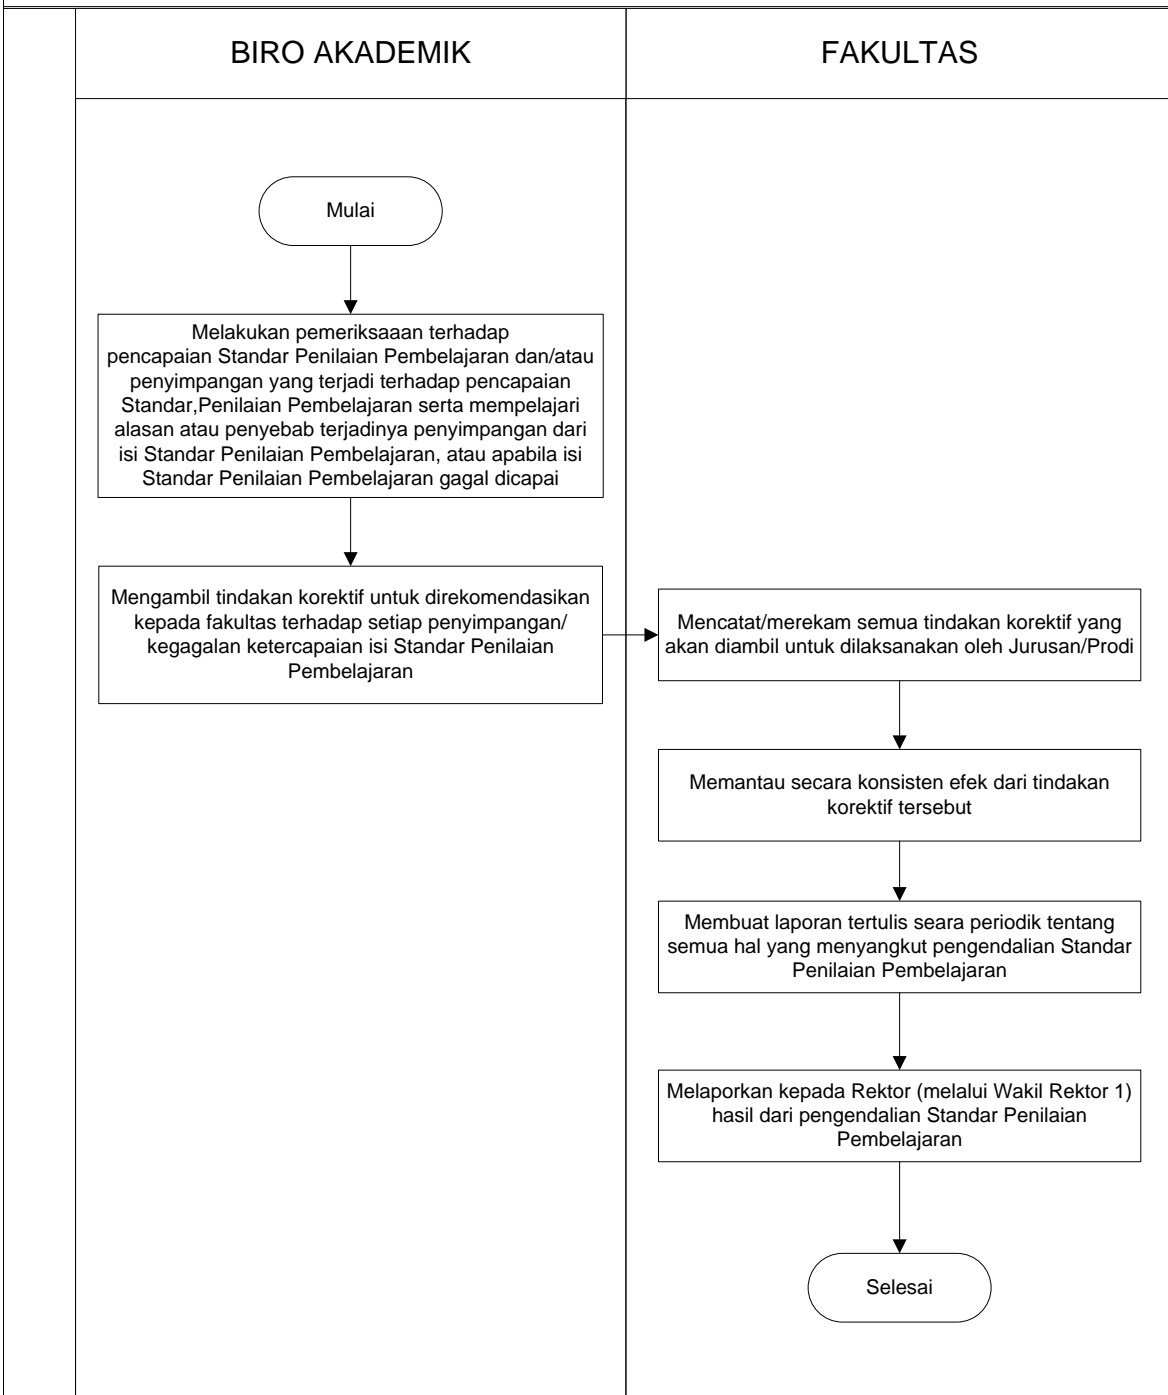 BIRO AKADEMIK
FAKULTAS
Mulai
Melakukan pemeriksaaan terhadap
pencapaian Standar Penilaian Pembelajaran dan/atau
penyimpangan yang terjadi terhadap pencapaian
Standar,Penilaian Pembelajaran serta mempelajari
alasan atau penyebab terjadinya penyimpangan dari
isi Standar Penilaian Pembelajaran, atau apabila isi
Standar Penilaian Pembelajaran gagal dicapai
Mengambil tindakan korektif untuk direkomendasikan
kepada fakultas terhadap setiap penyimpangan/
kegagalan ketercapaian isi Standar Penilaian
Pembelajaran
Mencatat/merekam semua tindakan korektif yang
akan diambil untuk dilaksanakan oleh Jurusan/Prodi
Memantau secara konsisten efek dari tindakan
korektif tersebut
Membuat laporan tertulis seara periodik tentang
semua hal yang menyangkut pengendalian Standar
Penilaian Pembelajaran
Melaporkan kepada Rektor (melalui Wakil Rektor 1)
hasil dari pengendalian Standar Penilaian
Pembelajaran
Selesai